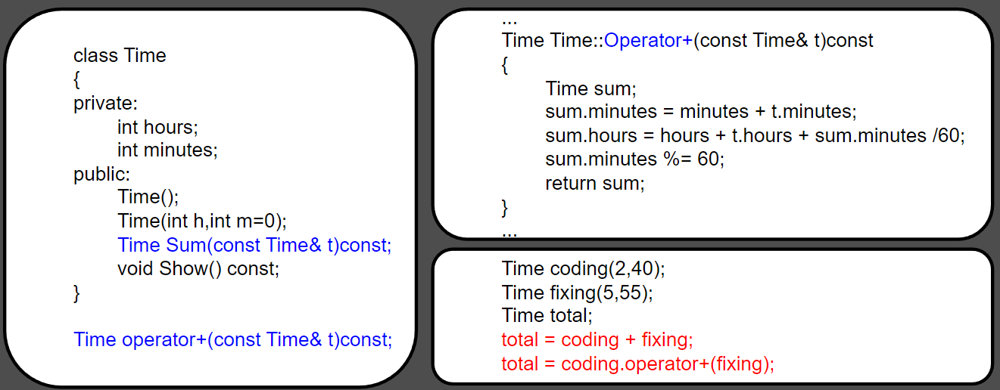 class Time
{
private:
int hours;
int minutes;
public:
Time();
Time(int h,int m=0);
Time Sum(const Time& t)const;
void Show() const;
}
Time operator+(const Time& t)const;
...
Time Time::Operator+(const Time& t)const
{
Time sum;
sum.minutes = minutes + t.minutes;
sum.hours = hours + t.hours + sum.minutes /60;
sum.minutes %= 60;
return sum;
}
...
Time coding(2,40);
Time fixing(5,55);
Time total;
total = coding + fixing;
total = coding.operator+(fixing);